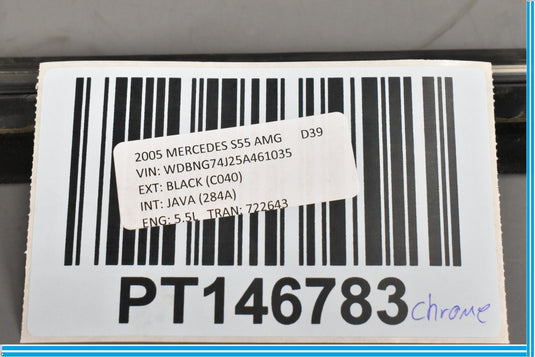 2005 MERCEDES S55 AMG D39
VIN: WDBNG74J25A461035
EXT: BLACK (C040)
INT: JAVA (284A)
ENG: 5.5L TRAN: 722643
PT146783 chrome